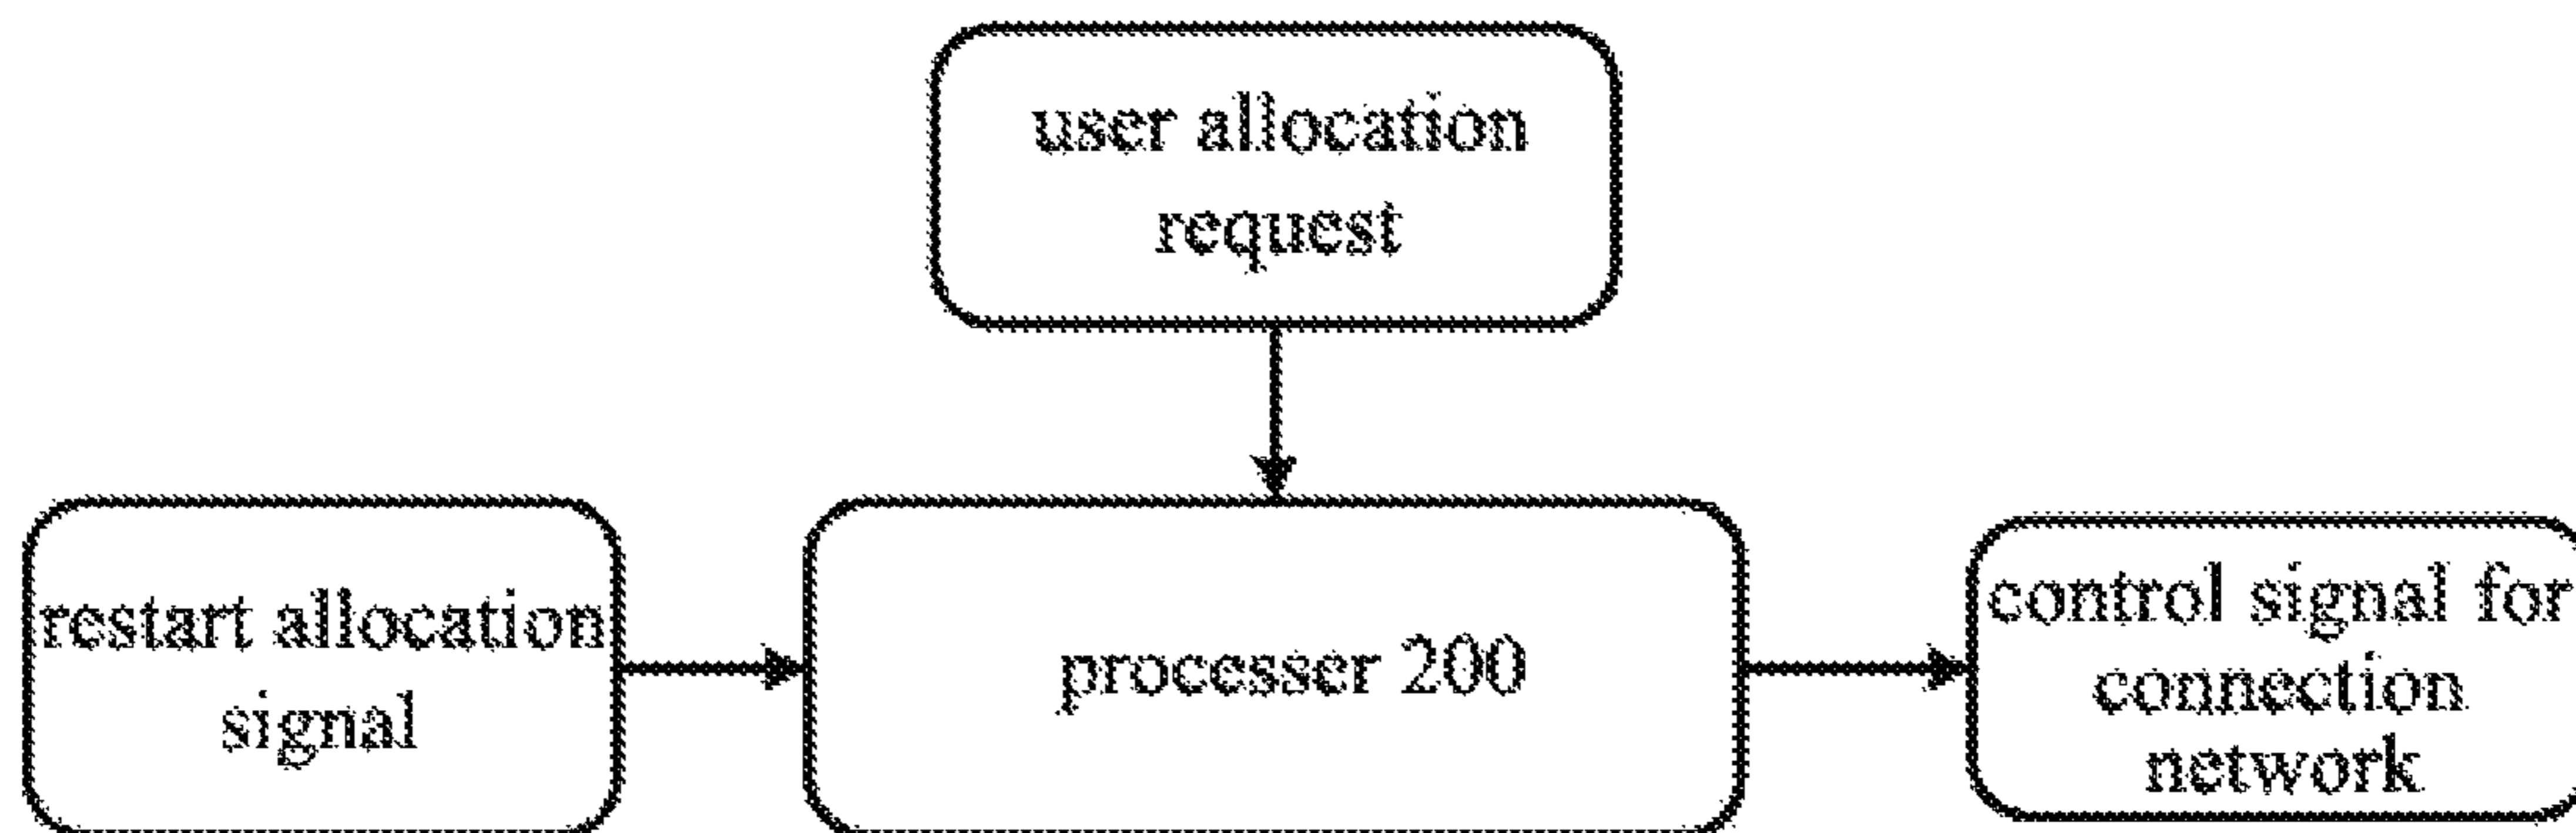 user allocation
request
restart allocation
signal
processer 200
control signal for
connection
network